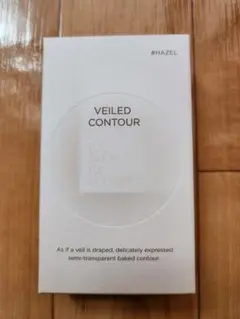 #HAZEL
VEILED
CONTOUR
As if a veil is draped, delicately expressed
semi-transparent baked contour